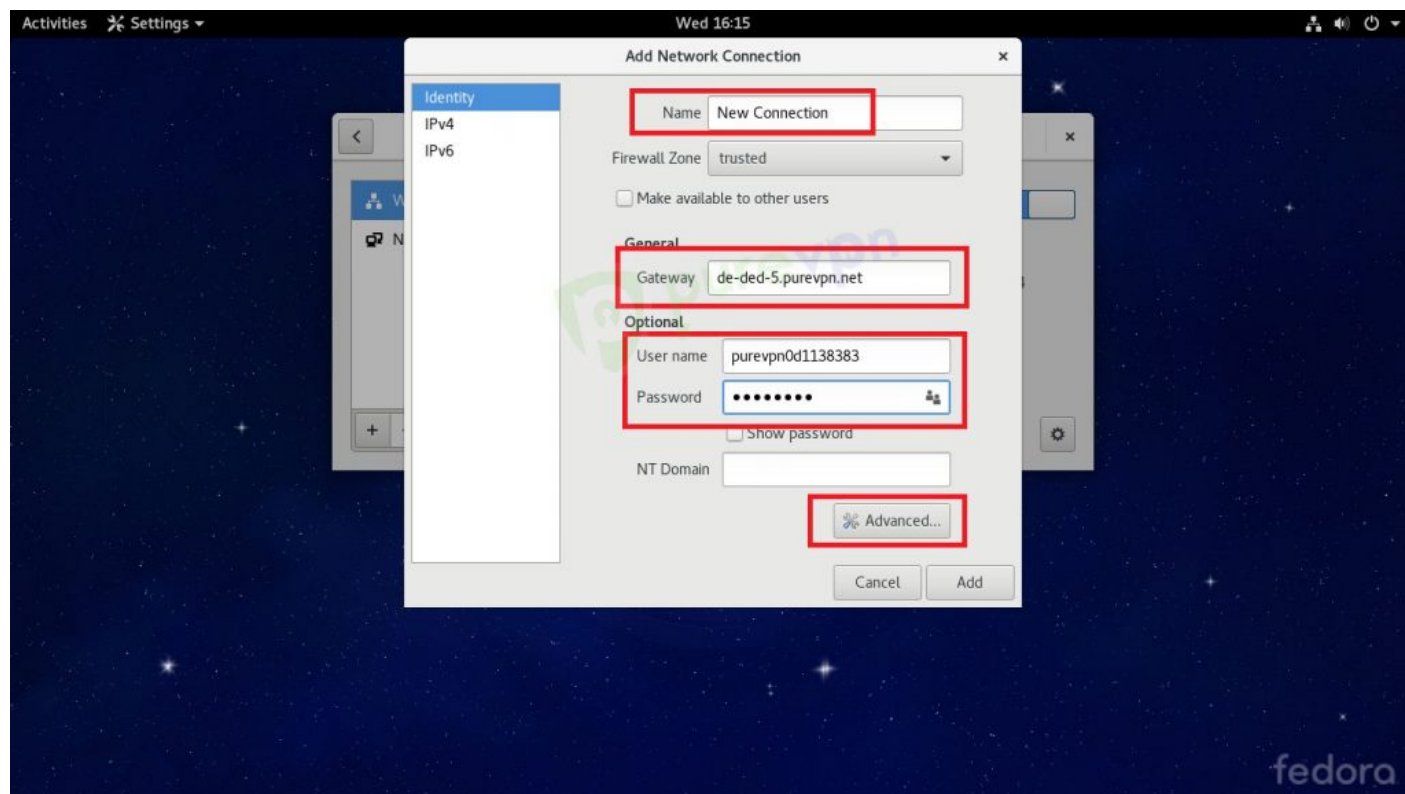 Activities Settings Wed 16:15
Add Network Connection ×
Identity
IPv4
IPv6
Name New Connection
Firewall Zone trusted
Make available to other users
General
Gateway de-ded-5.purevpn.net
Optional
User name purevpn0d1138383
Password ••••••••
Show password
NT Domain
Advanced...
Cancel Add
W
N
purevpn
fedora